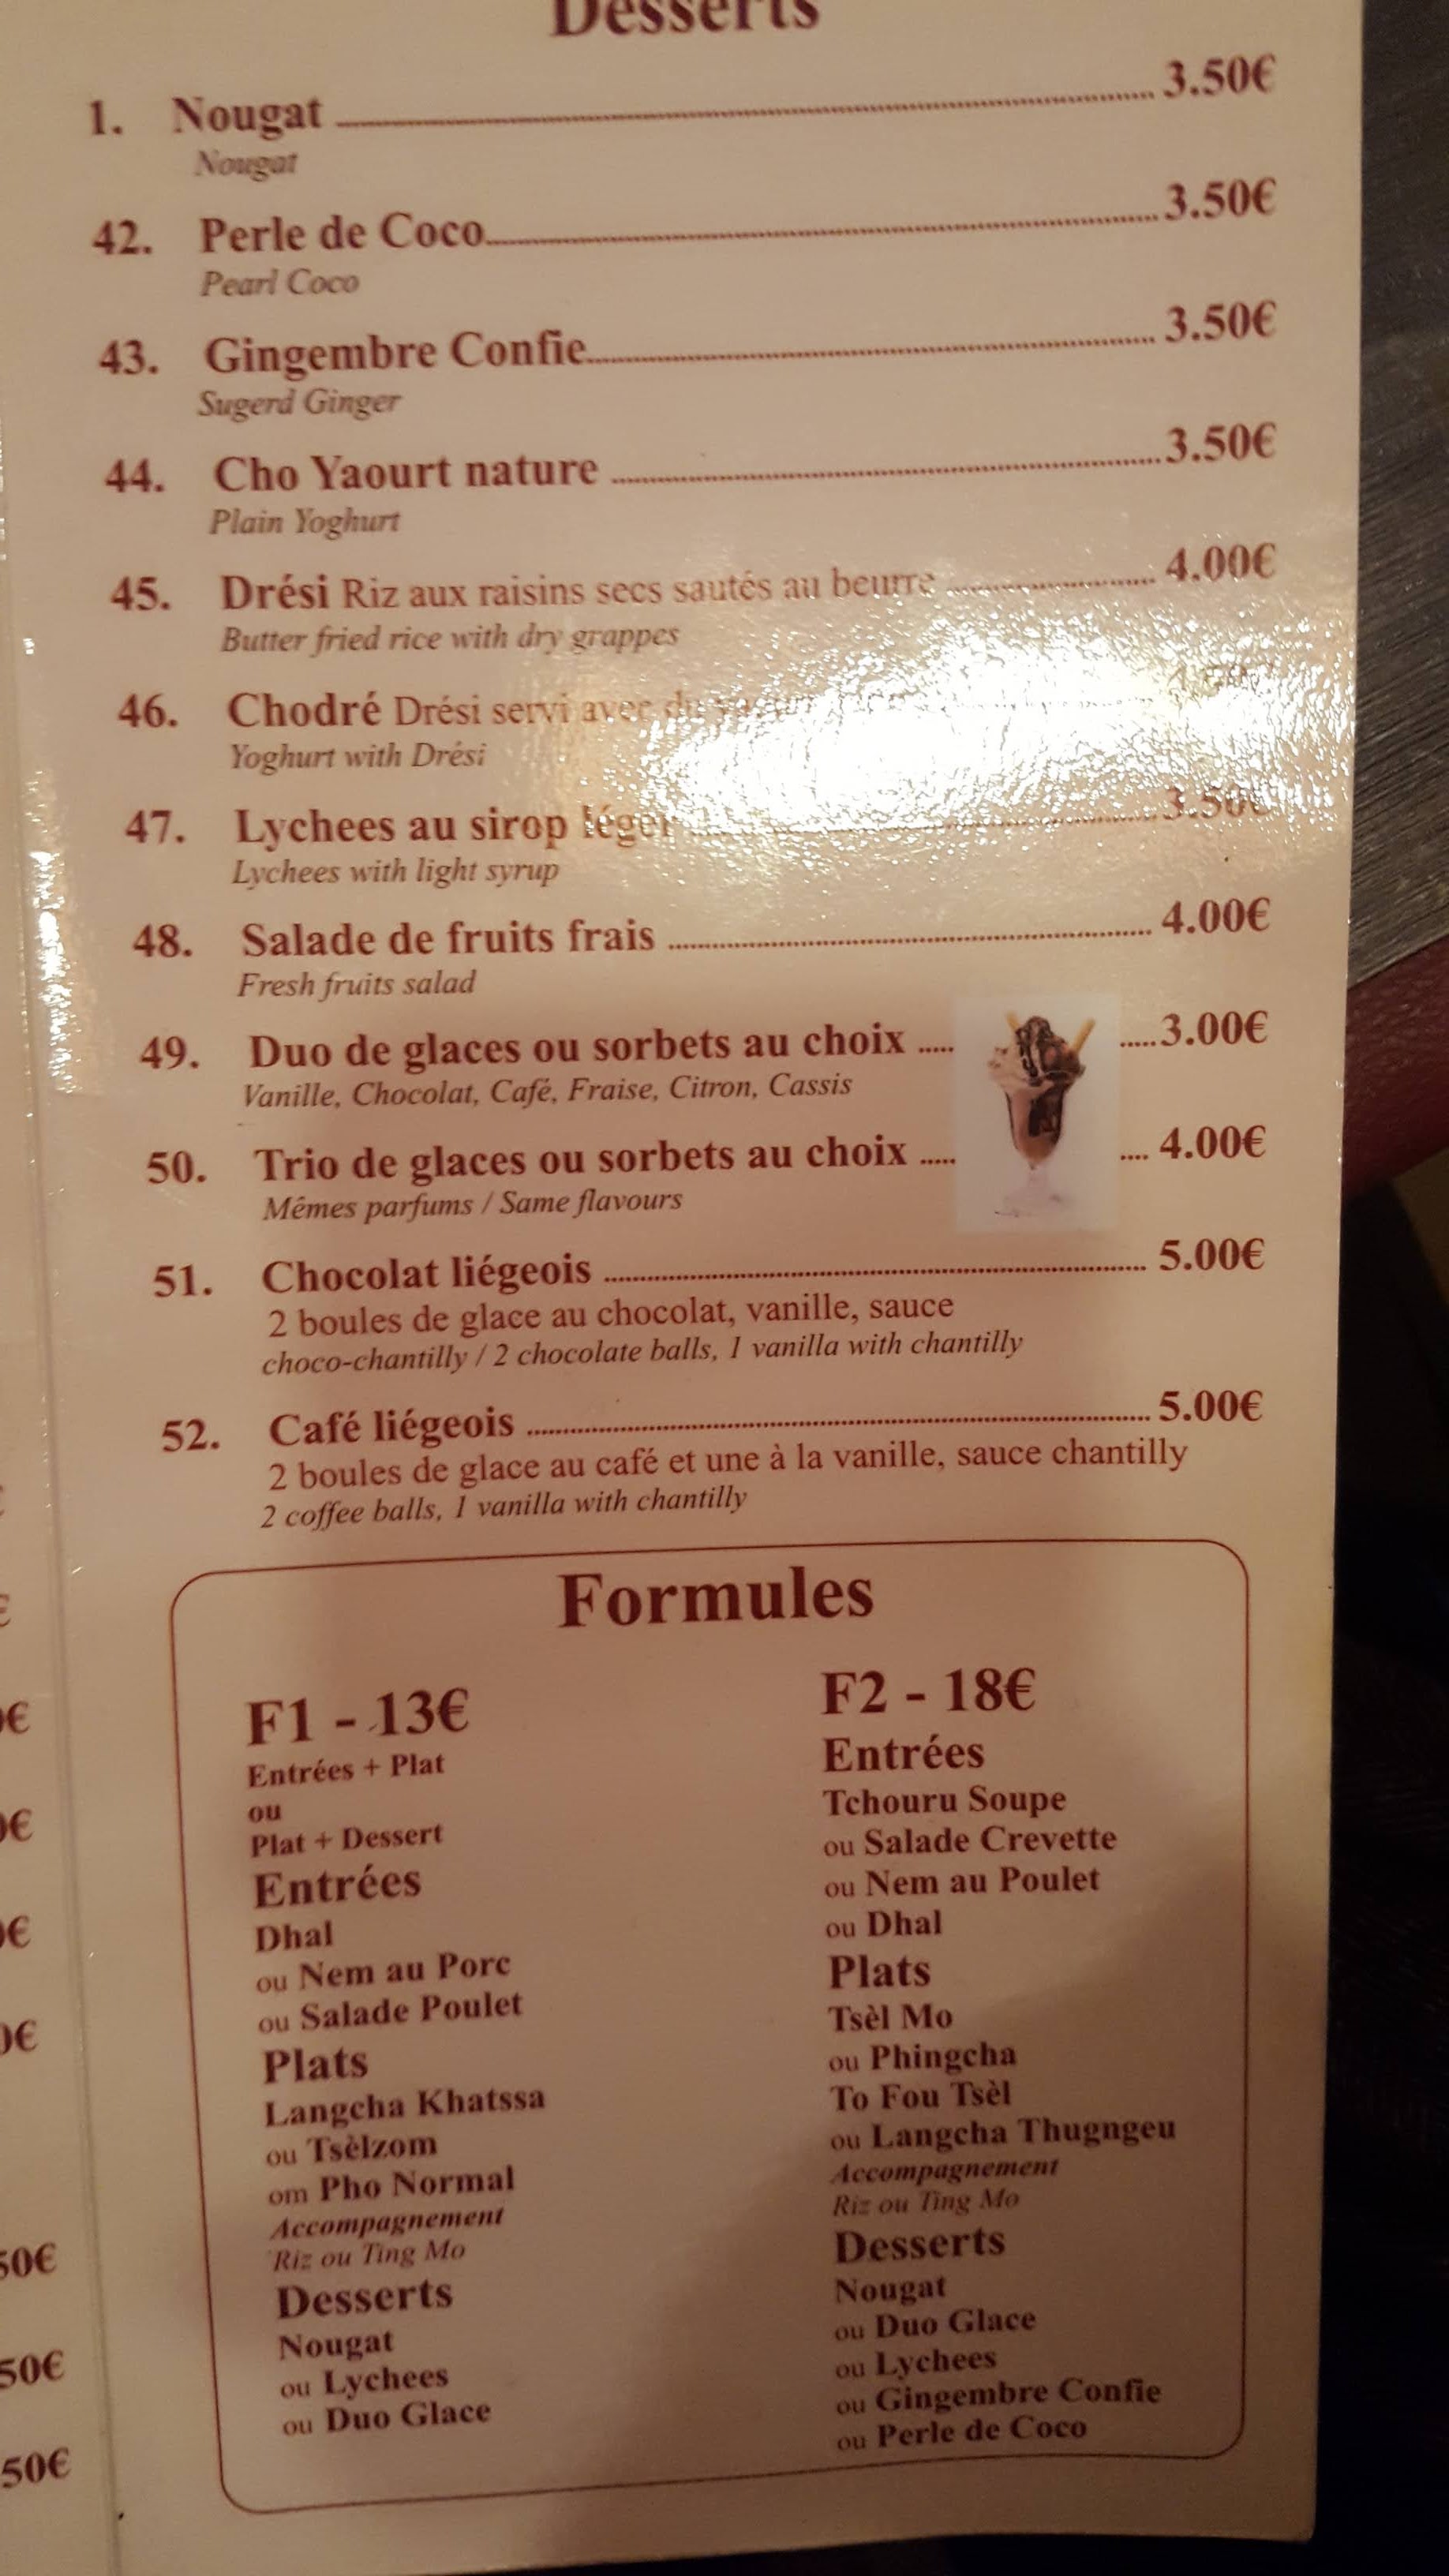 Desserts
1. Nougat 3.50€
Nougat
42. Perle de Coco 3.50€
Pearl Coco
43. Gingembre Confie 3.50€
Sugerd Ginger
44. Cho Yaourt nature 3.50€
Plain Yoghurt
45. Drési Riz aux raisins secs sautés au beurre 4.00€
Butter fried rice with dry grappes
46. Chodré Drési servi avec du
Yoghurt with Drési
47. Lychees au sirop léger 3.50€
Lychees with light syrup
48. Salade de fruits frais 4.00€
Fresh fruits salad
49. Duo de glaces ou sorbets au choix 3.00€
Vanille, Chocolat, Café, Fraise, Citron, Cassis
50. Trio de glaces ou sorbets au choix 4.00€
Mêmes parfums / Same flavours
51. Chocolat liégeois 5.00€
2 boules de glace au chocolat, vanille, sauce
choco-chantilly / 2 chocolate balls, 1 vanilla with chantilly
52. Café liégeois 5.00€
2 boules de glace au café et une à la vanille, sauce chantilly
2 coffee balls, 1 vanilla with chantilly
Formules
F1 - 13€
Entrées + Plat
ou
Plat + Dessert
Entrées
Dhal
ou Nem au Porc
ou Salade Poulet
Plats
Langcha Khatssa
ou Tsèlzom
om Pho Normal
Accompagnement
Riz ou Ting Mo
Desserts
Nougat
ou Lychees
ou Duo Glace
F2 - 18€
Entrées
Tchouru Soupe
ou Salade Crevette
ou Nem au Poulet
ou Dhal
Plats
Tsèl Mo
ou Phingcha
To Fou Tsèl
ou Langcha Thugngeu
Accompagnement
Riz ou Ting Mo
Desserts
Nougat
ou Duo Glace
ou Lychees
ou Gingembre Confie
ou Perle de Coco
€
€
€
€
50€
50€
50€